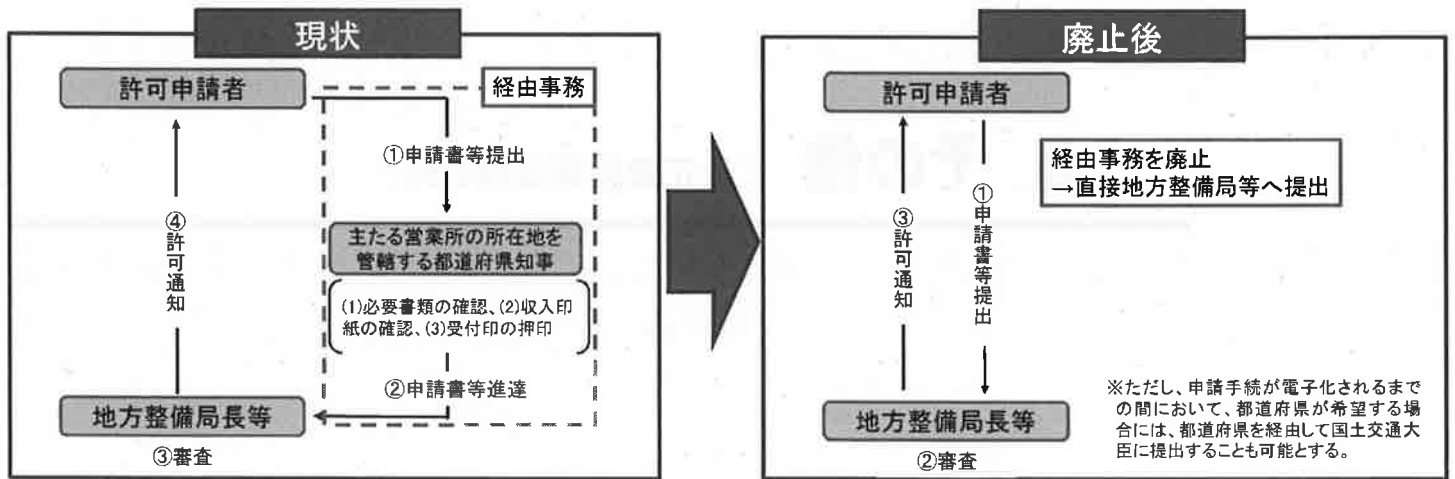 現状
許可申請者
経由事務
①申請書等提出
主たる営業所の所在地を
管轄する都道府県知事
(1)必要書類の確認、(2)収入印
紙の確認、(3)受付印の押印
②申請書等進達
④許可通知
地方整備局長等
③審査
廃止後
許可申請者
経由事務を廃止
→直接地方整備局等へ提出
③許可通知
①申請書等提出
地方整備局長等
②審査
※ただし、申請手続が電子化されるまで
の間において、都道府県が希望する場
合には、都道府県を経由して国土交通大
臣に提出することも可能とする。